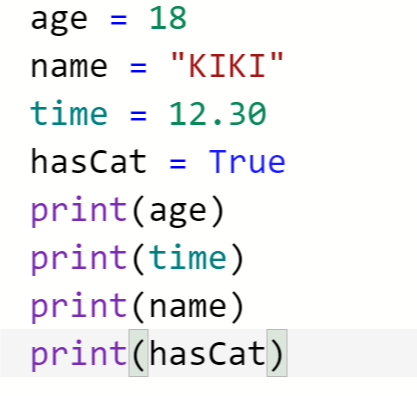 age = 18
name = "KIKI"
time = 12.30
hasCat = True
print(age)
print(time)
print(name)
print(hasCat)